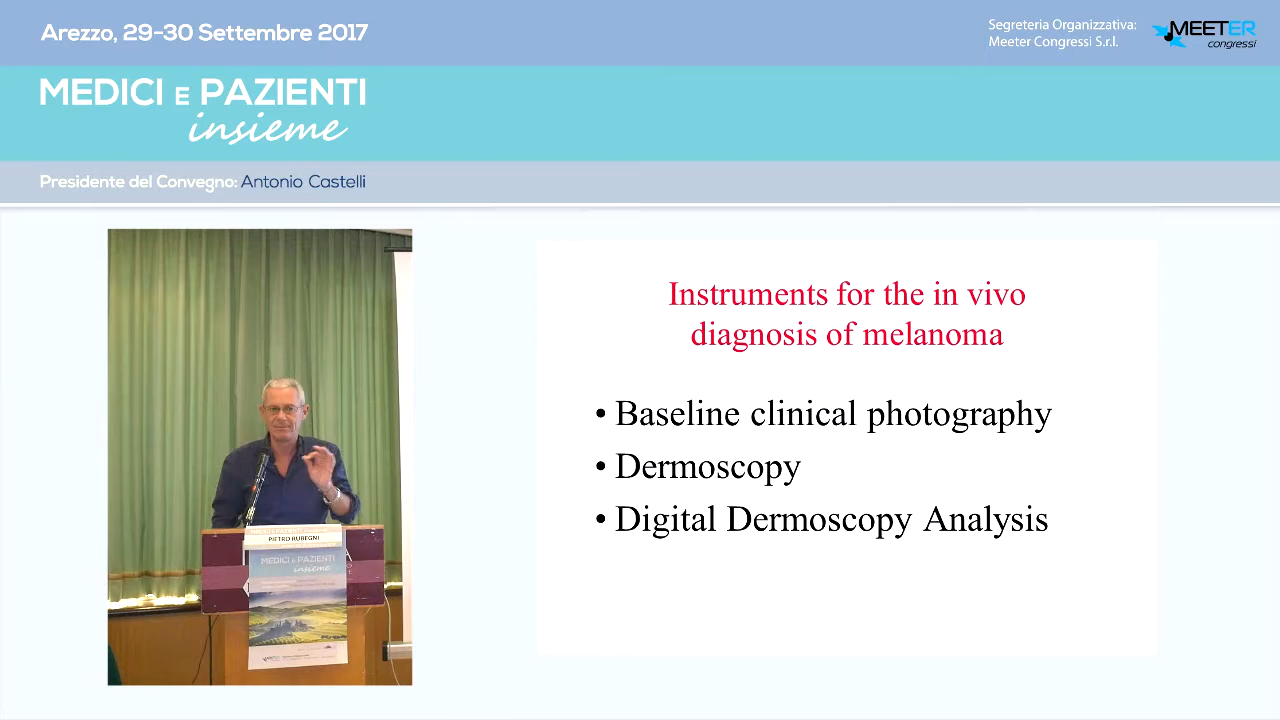 Arezzo, 29-30 Settembre 2017
Segreteria Organizzativa:
Meeter Congressi S.r.l.
MEETER
congressi
MEDICI E PAZIENTI
insieme
Presidente del Convegno: Antonio Castelli
Instruments for the in vivo
diagnosis of melanoma
• Baseline clinical photography
• Dermoscopy
• Digital Dermoscopy Analysis
PIETRO RUBEGNI
MEDICI E PAZIENTI
insieme